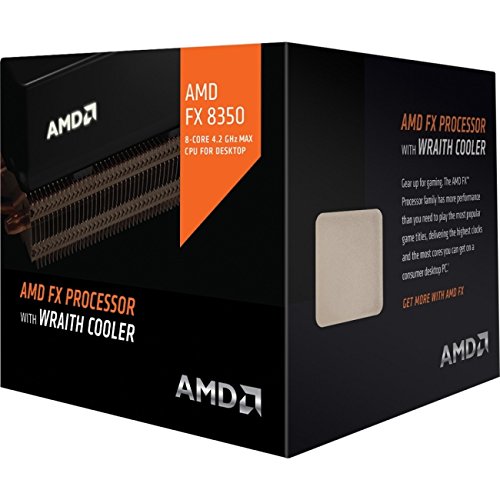 AMD
AMD
FX 8350
8-CORE 4.2 GHz MAX
CPU FOR DESKTOP
AMD FX PROCESSOR
WITH WRAITH COOLER
AMD
AMD FX PROCESSOR
WITH WRAITH COOLER
Gear up for gaming. The AMD FX™
Processor family has more performance
than you need to play the most popular
game titles, delivering the highest clocks
and the most cores you can get on a
consumer desktop PC.
GET MORE WITH AMD FX
AMD